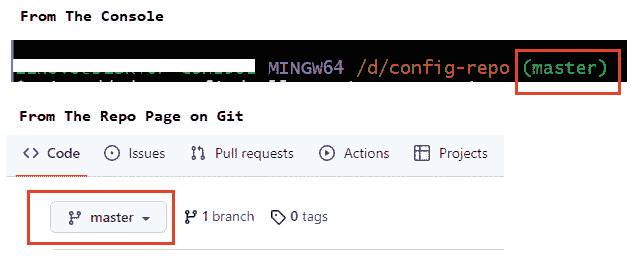 From The Console
MINGW64 /d/config-repo (master)
From The Repo Page on Git
Code Issues Pull requests Actions Projects
master 1 branch 0 tags